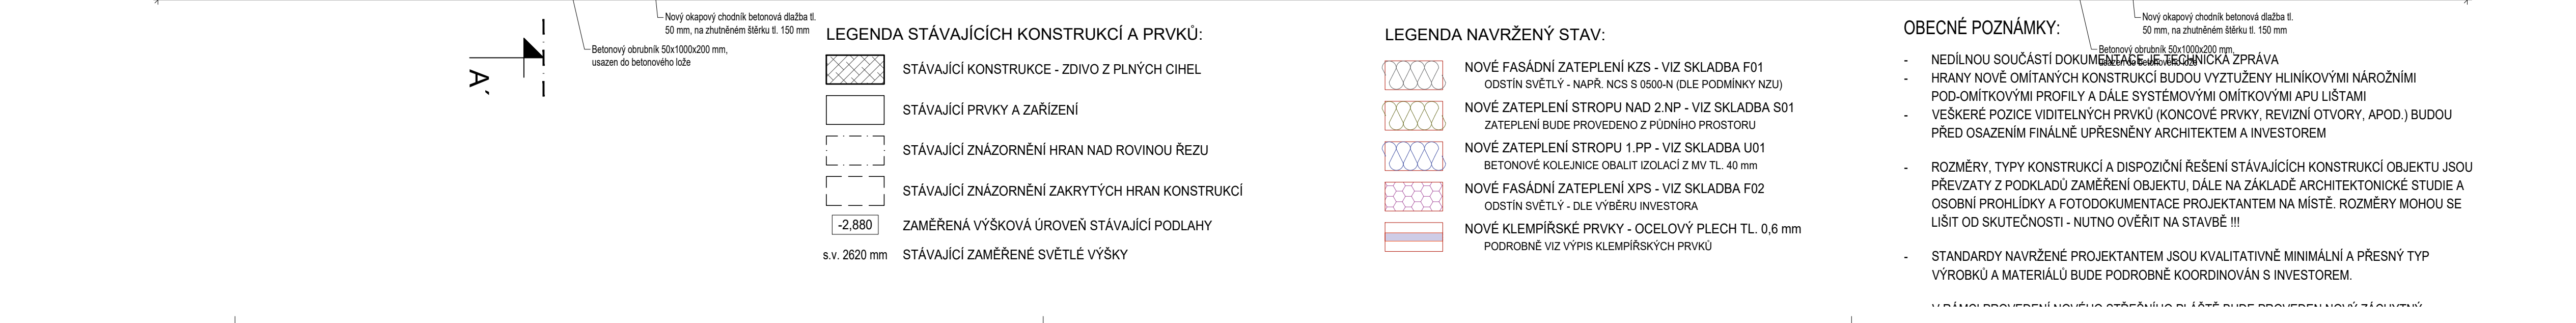 Nový okapový chodník betonová dlažba tl.
50 mm, na zhutněném štěrku tl. 150 mm
Betonový obrubník 50x1000x200 mm,
usazen do betonového lože
A´
LEGENDA STÁVAJÍCÍCH KONSTRUKCÍ A PRVKŮ:
STÁVAJÍCÍ KONSTRUKCE - ZDIVO Z PLNÝCH CIHEL
STÁVAJÍCÍ PRVKY A ZAŘÍZENÍ
STÁVAJÍCÍ ZNÁZORNĚNÍ HRAN NAD ROVINOU ŘEZU
STÁVAJÍCÍ ZNÁZORNĚNÍ ZAKRYTÝCH HRAN KONSTRUKCÍ
-2,880 ZAMĚŘENÁ VÝŠKOVÁ ÚROVEŇ STÁVAJÍCÍ PODLAHY
s.v. 2620 mm STÁVAJÍCÍ ZAMĚŘENÉ SVĚTLÉ VÝŠKY
LEGENDA NAVRŽENÝ STAV:
NOVÉ FASÁDNÍ ZATEPLENÍ KZS - VIZ SKLADBA F01
ODSTÍN SVĚTLÝ - NAPŘ. NCS S 0500-N (DLE PODMÍNKY NZU)
NOVÉ ZATEPLENÍ STROPU NAD 2.NP - VIZ SKLADBA S01
ZATEPLENÍ BUDE PROVEDENO Z PŮDNÍHO PROSTORU
NOVÉ ZATEPLENÍ STROPU 1.PP - VIZ SKLADBA U01
BETONOVÉ KOLEJNICE OBALIT IZOLACÍ Z MV TL. 40 mm
NOVÉ FASÁDNÍ ZATEPLENÍ XPS - VIZ SKLADBA F02
ODSTÍN SVĚTLÝ - DLE VÝBĚRU INVESTORA
NOVÉ KLEMPÍŘSKÉ PRVKY - OCELOVÝ PLECH TL. 0,6 mm
PODROBNĚ VIZ VÝPIS KLEMPÍŘSKÝCH PRVKŮ
OBECNÉ POZNÁMKY:
Nový okapový chodník betonová dlažba tl.
50 mm, na zhutněném štěrku tl. 150 mm
Betonový obrubník 50x1000x200 mm,
usazen do betonového lože
- NEDÍLNOU SOUČÁSTÍ DOKUMENTACE JE TECHNICKÁ ZPRÁVA
- HRANY NOVĚ OMÍTANÝCH KONSTRUKCÍ BUDOU VYZTUŽENY HLINÍKOVÝMI NÁROŽNÍMI
POD-OMÍTKOVÝMI PROFILY A DÁLE SYSTÉMOVÝMI OMÍTKOVÝMI APU LIŠTAMI
- VEŠKERÉ POZICE VIDITELNÝCH PRVKŮ (KONCOVÉ PRVKY, REVIZNÍ OTVORY, APOD.) BUDOU
PŘED OSAZENÍM FINÁLNĚ UPŘESNĚNY ARCHITEKTEM A INVESTOREM
- ROZMĚRY, TYPY KONSTRUKCÍ A DISPOZIČNÍ ŘEŠENÍ STÁVAJÍCÍCH KONSTRUKCÍ OBJEKTU JSOU
PŘEVZATY Z PODKLADŮ ZAMĚŘENÍ OBJEKTU, DÁLE NA ZÁKLADĚ ARCHITEKTONICKÉ STUDIE A
OSOBNÍ PROHLÍDKY A FOTODOKUMENTACE PROJEKTANTEM NA MÍSTĚ. ROZMĚRY MOHOU SE
LIŠIT OD SKUTEČNOSTI - NUTNO OVĚŘIT NA STAVBĚ !!!
- STANDARDY NAVRŽENÉ PROJEKTANTEM JSOU KVALITATIVNĚ MINIMÁLNÍ A PŘESNÝ TYP
VÝROBKŮ A MATERIÁLŮ BUDE PODROBNĚ KOORDINOVÁN S INVESTOREM.